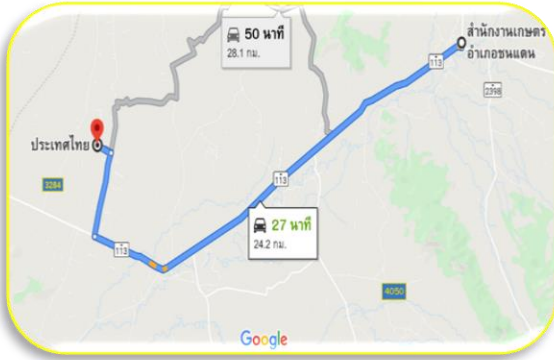 50 นาที
28.1 กม.
สำนักงานเกษตร
อำเภอชนแดน
113
2398
ประเทศไทย
3284
113
27 นาที
24.2 กม.
113
4050
Google